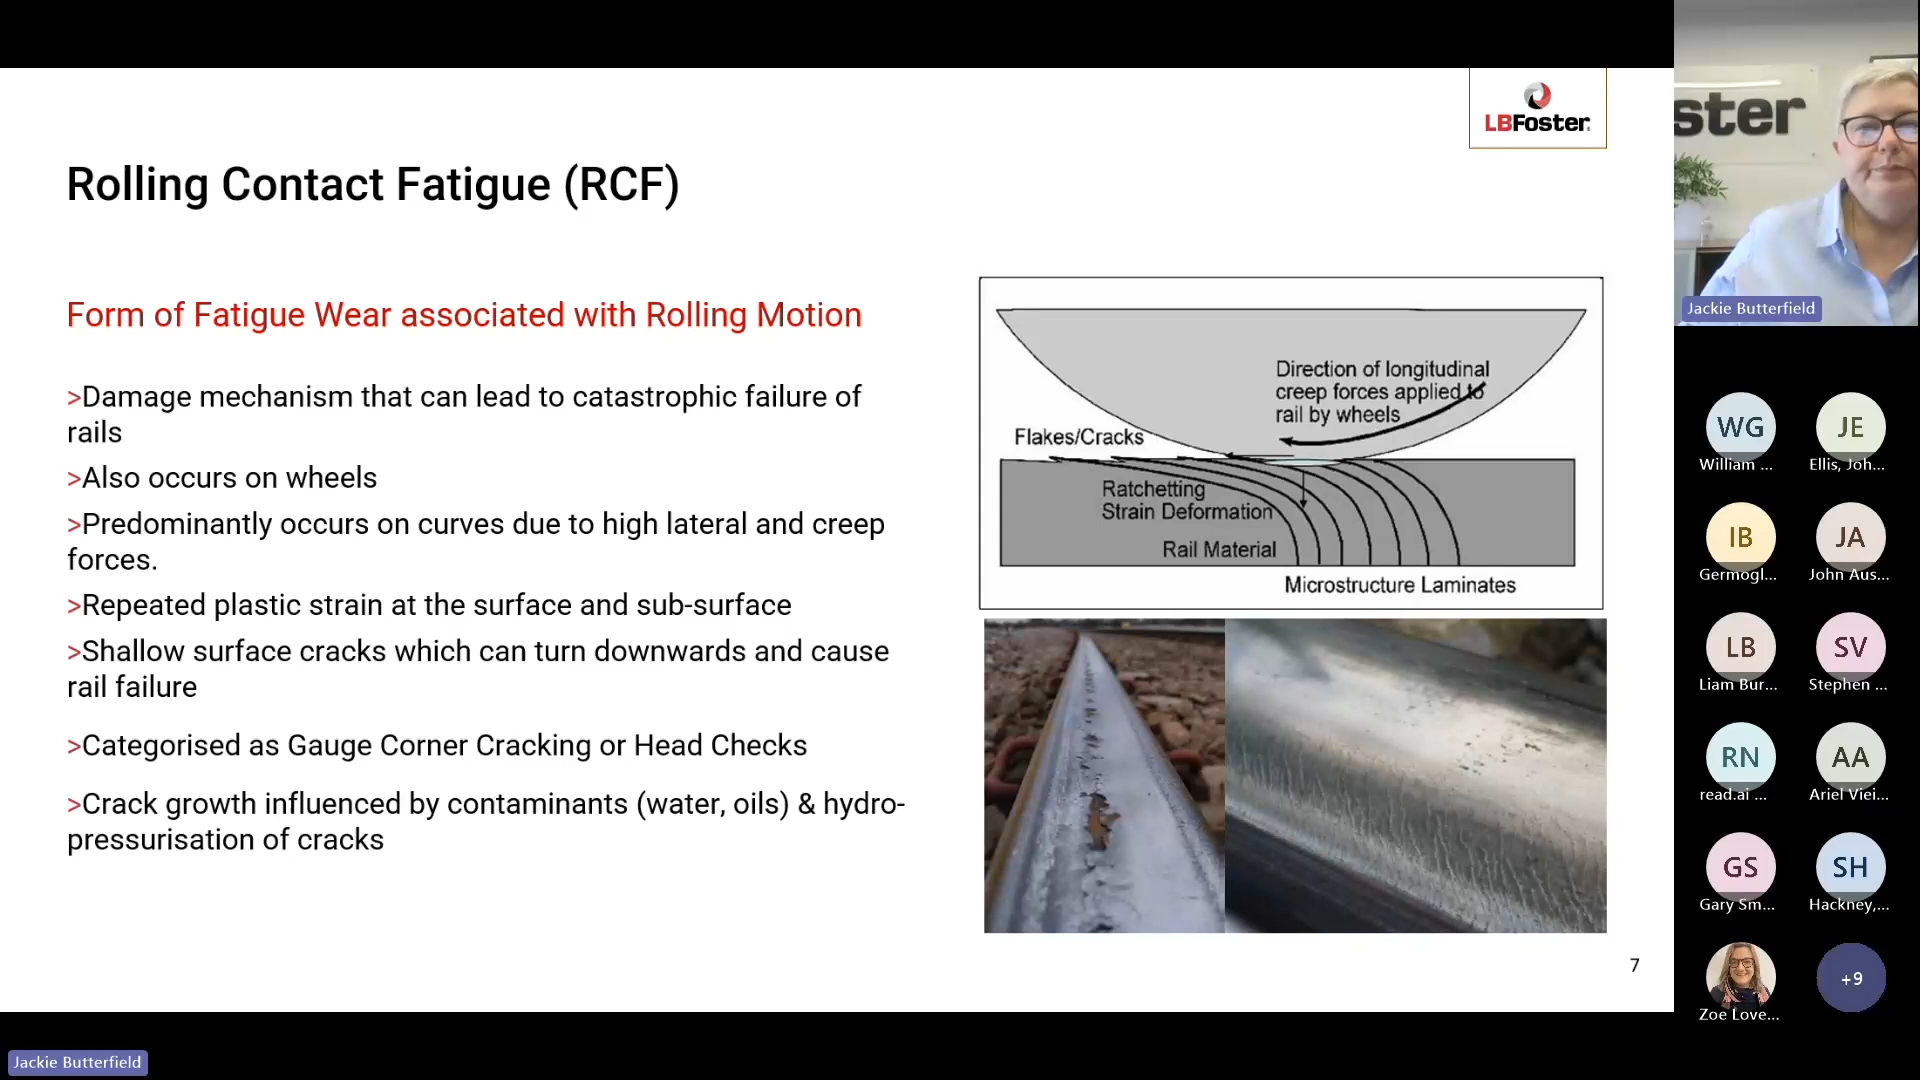 LBFoster
ster
Rolling Contact Fatigue (RCF)
Form of Fatigue Wear associated with Rolling Motion
>Damage mechanism that can lead to catastrophic failure of
rails
>Also occurs on wheels
>Predominantly occurs on curves due to high lateral and creep
forces.
>Repeated plastic strain at the surface and sub-surface
>Shallow surface cracks which can turn downwards and cause
rail failure
>Categorised as Gauge Corner Cracking or Head Checks
>Crack growth influenced by contaminants (water, oils) & hydro-
pressurisation of cracks
Direction of longitudinal
creep forces applied to
rail by wheels
Flakes/Cracks
Ratchetting
Strain Deformation
Rail Material
Microstructure Laminates
7
Jackie Butterfield
WG
William ...
JE
Ellis, Joh...
IB
Germogl...
JA
John Aus...
LB
Liam Bur...
SV
Stephen ...
RN
read.ai ...
AA
Ariel Viei...
GS
Gary Sm...
SH
Hackney,...
Zoe Love...
+9
Jackie Butterfield